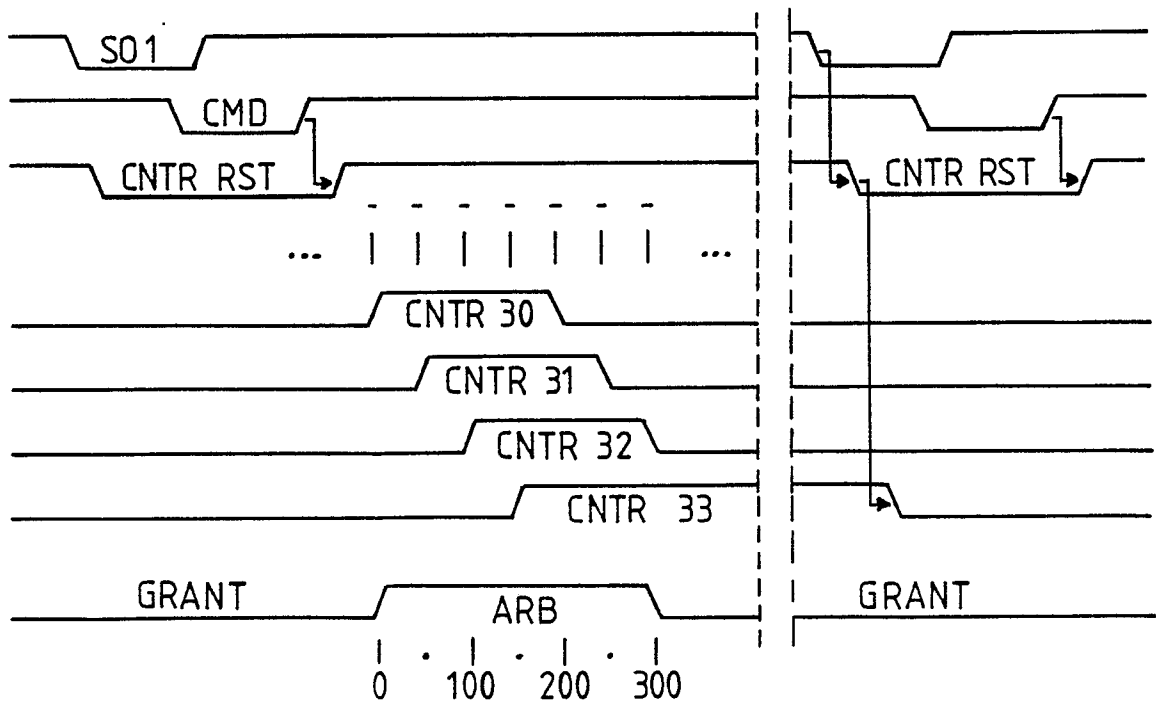 S01
CMD
CNTR RST CNTR RST
... ...
CNTR 30
CNTR 31
CNTR 32
CNTR 33
GRANT ARB GRANT
0 100 200 300